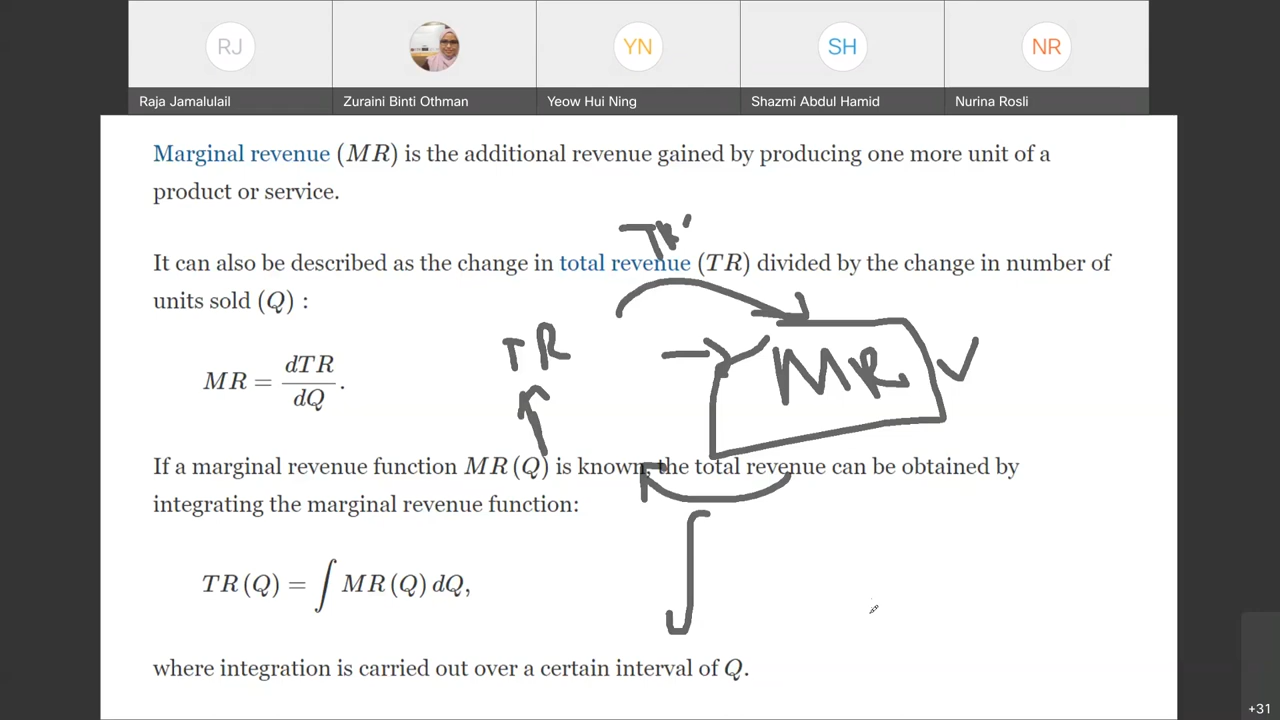 RJ
YN
SH
NR
Raja Jamalulail
Zuraini Binti Othman
Yeow Hui Ning
Shazmi Abdul Hamid
Nurina Rosli
Marginal revenue (MR) is the additional revenue gained by producing one more unit of a
product or service.
TR'
It can also be described as the change in total revenue (TR) divided by the change in number of
units sold (Q) :
TR
MR ✓
MR = dTR/dQ.
If a marginal revenue function MR (Q) is known, the total revenue can be obtained by
integrating the marginal revenue function:
∫
TR (Q) = ∫ MR (Q) dQ,
where integration is carried out over a certain interval of Q.
+31